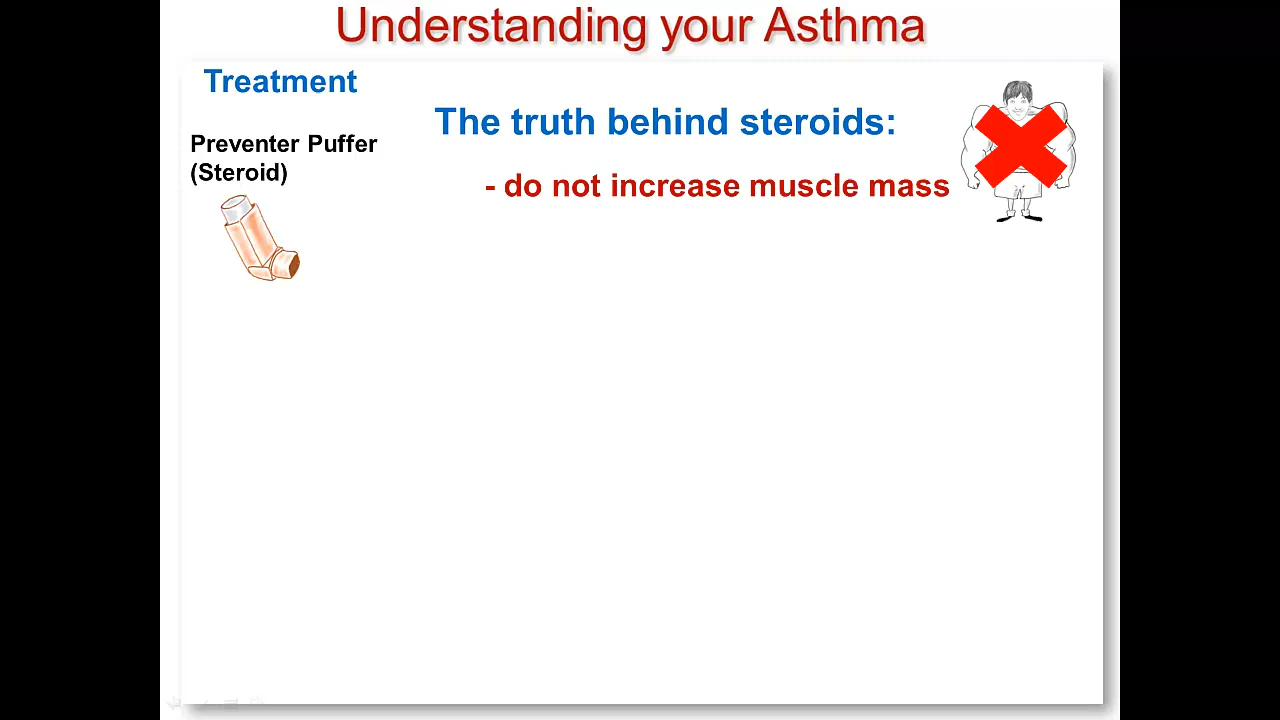 Understanding your Asthma
Treatment
The truth behind steroids:
Preventer Puffer
(Steroid)
- do not increase muscle mass